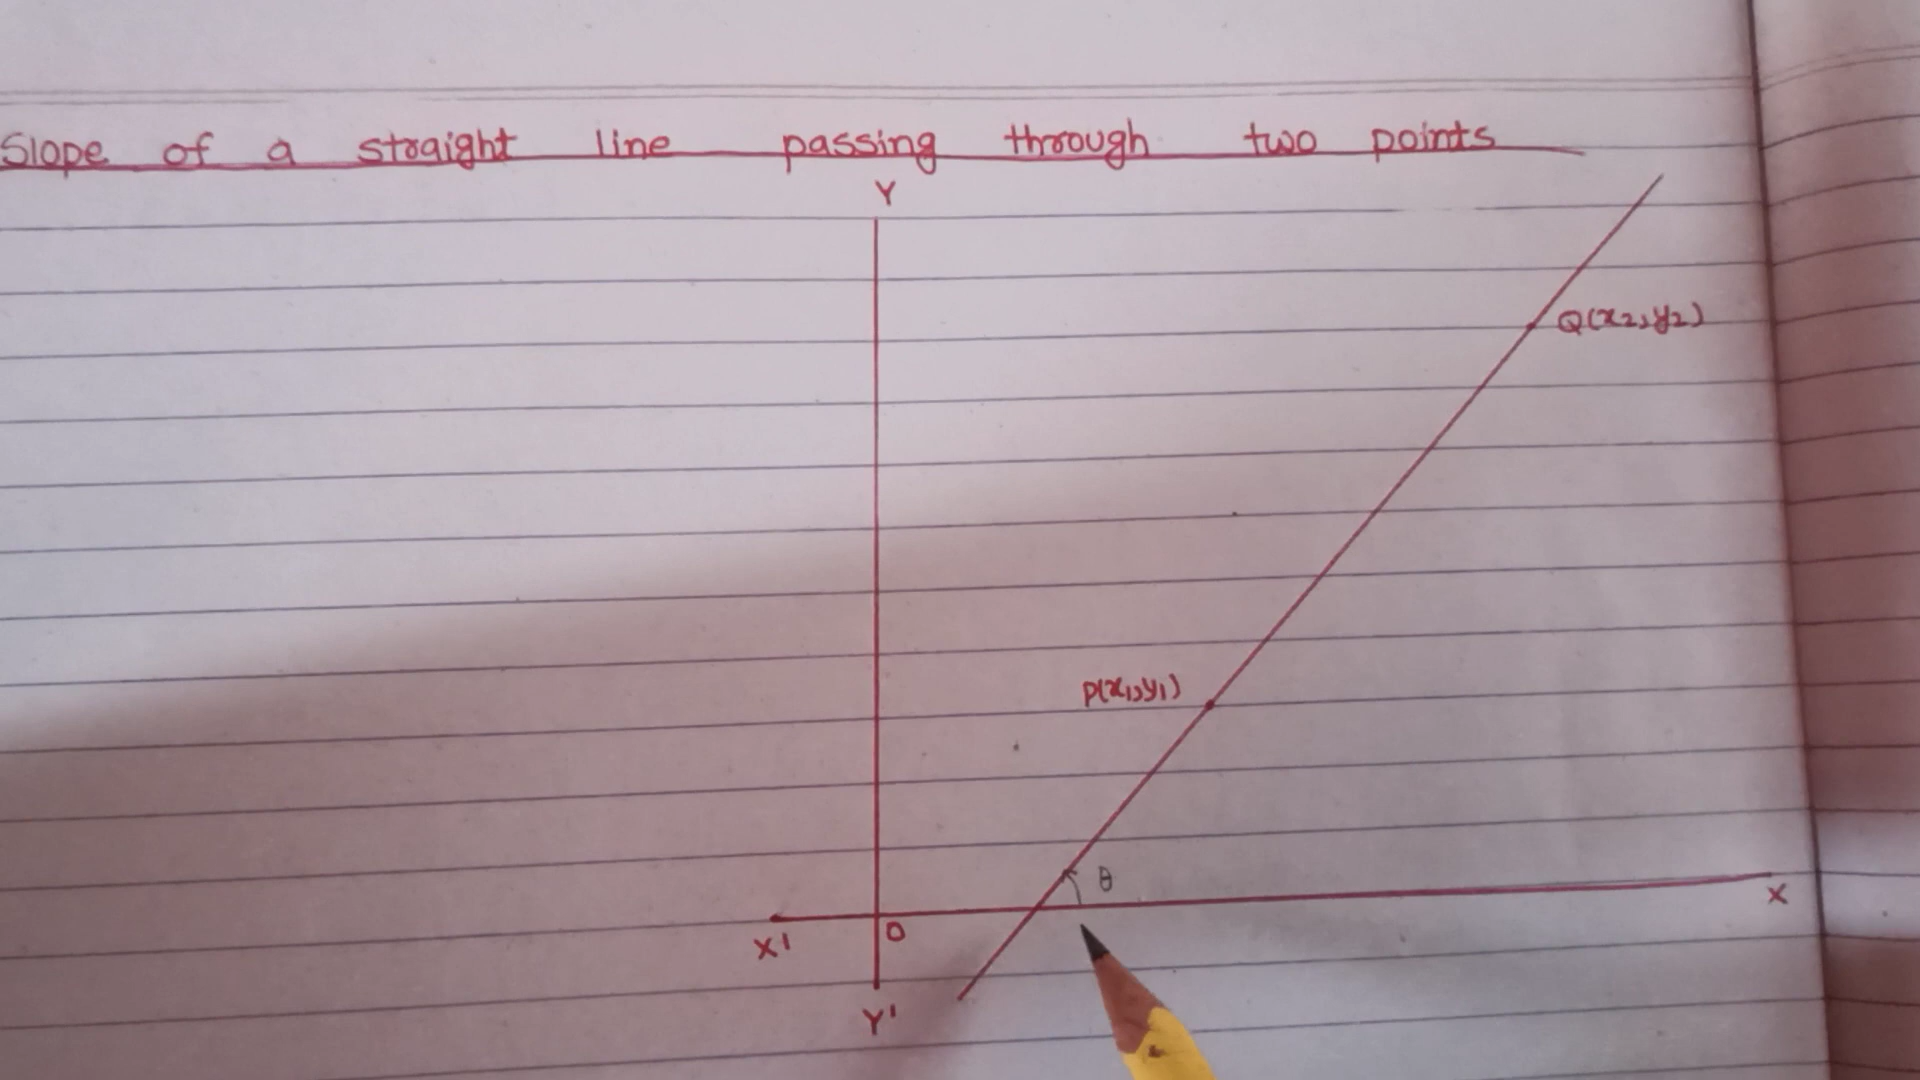 Slope of a straight line passing through two points
Y
Q(x2,y2)
P(x1,y1)
θ
X' O X
Y'